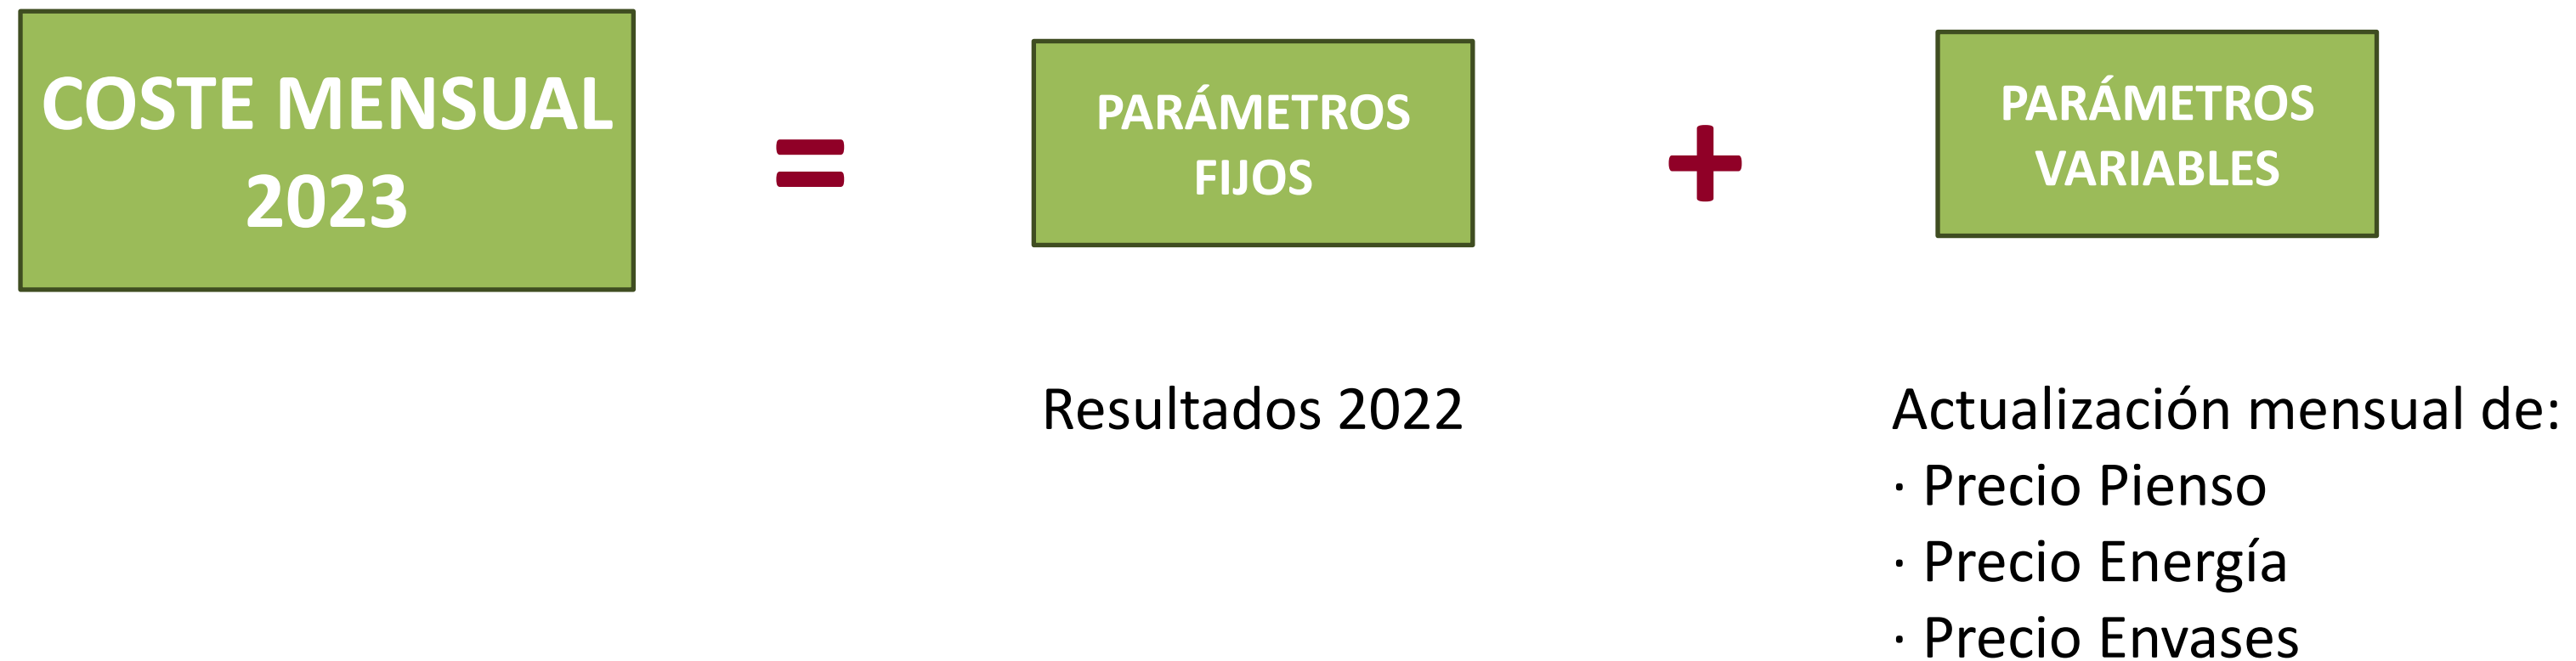 COSTE MENSUAL
2023
=
PARÁMETROS
FIJOS
+
PARÁMETROS
VARIABLES
Resultados 2022
Actualización mensual de:
· Precio Pienso
· Precio Energía
· Precio Envases